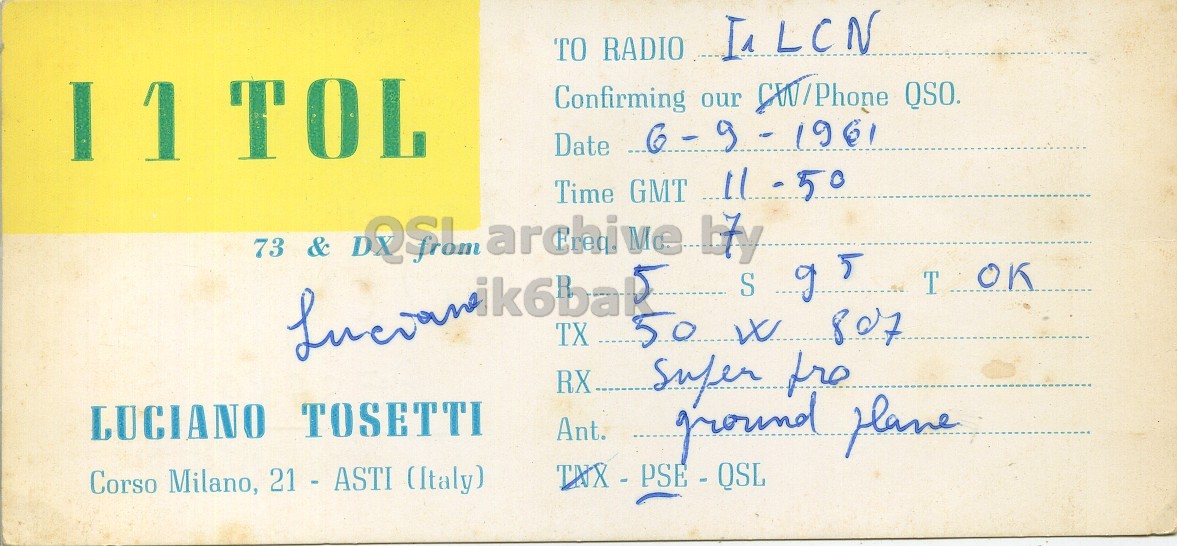 I 1 TOL
73 & DX from
Luciano
LUCIANO TOSETTI
Corso Milano, 21 - ASTI (Italy)
TO RADIO I1 LCN
Confirming our CW/Phone QSO.
Date 6-9-1961
Time GMT 11-50
Freq. Mc. 7
R 5 S 9 5 T OK
TX 50 W 807
RX super pro
Ant. ground plane
TNX - PSE - QSL
QSL archive by
ik6bak